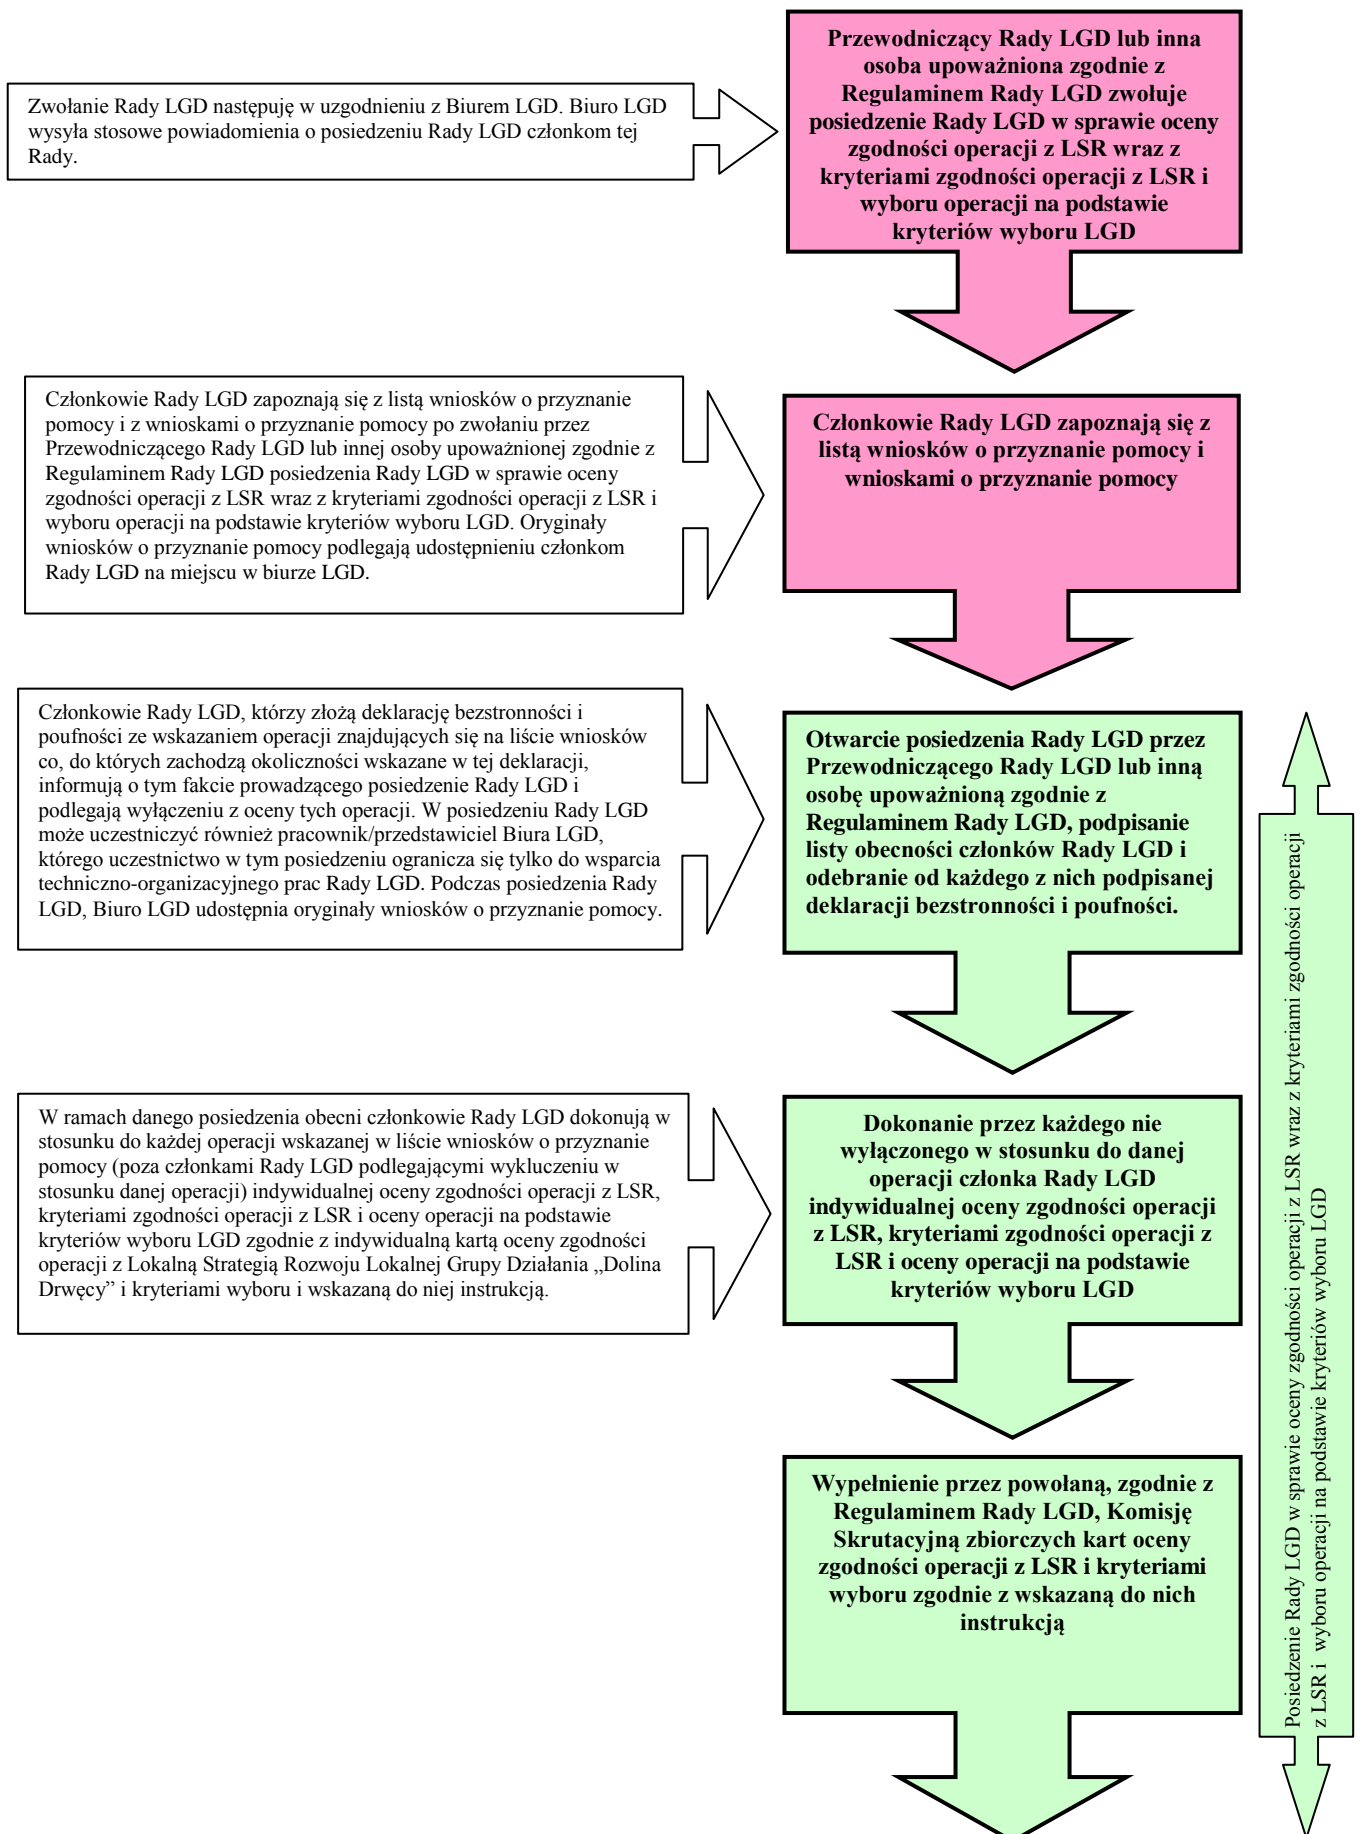 Przewodniczący Rady LGD lub inna
osoba upoważniona zgodnie z
Regulaminem Rady LGD zwołuje
posiedzenie Rady LGD w sprawie oceny
zgodności operacji z LSR wraz z
kryteriami zgodności operacji z LSR i
wyboru operacji na podstawie
kryteriów wyboru LGD
Zwołanie Rady LGD następuję w uzgodnieniu z Biurem LGD. Biuro LGD
wysyła stosowe powiadomienia o posiedzeniu Rady LGD członkom tej
Rady.
Członkowie Rady LGD zapoznają się z listą wniosków o przyznanie
pomocy i z wnioskami o przyznanie pomocy po zwołaniu przez
Przewodniczącego Rady LGD lub innej osoby upoważnionej zgodnie z
Regulaminem Rady LGD posiedzenia Rady LGD w sprawie oceny
zgodności operacji z LSR wraz z kryteriami zgodności operacji z LSR i
wyboru operacji na podstawie kryteriów wyboru LGD. Oryginały
wniosków o przyznanie pomocy podlegają udostępnieniu członkom
Rady LGD na miejscu w biurze LGD.
Członkowie Rady LGD zapoznają się z
listą wniosków o przyznanie pomocy i
wnioskami o przyznanie pomocy
Członkowie Rady LGD, którzy złożą deklarację bezstronności i
poufności ze wskazaniem operacji znajdujących się na liście wniosków
co, do których zachodzą okoliczności wskazane w tej deklaracji,
informują o tym fakcie prowadzącego posiedzenie Rady LGD i
podlegają wyłączeniu z oceny tych operacji. W posiedzeniu Rady LGD
może uczestniczyć również pracownik/przedstawiciel Biura LGD,
którego uczestnictwo w tym posiedzeniu ogranicza się tylko do wsparcia
techniczno-organizacyjnego prac Rady LGD. Podczas posiedzenia Rady
LGD, Biuro LGD udostępnia oryginały wniosków o przyznanie pomocy.
Otwarcie posiedzenia Rady LGD przez
Przewodniczącego Rady LGD lub inną
osobę upoważnioną zgodnie z
Regulaminem Rady LGD, podpisanie
listy obecności członków Rady LGD i
odebranie od każdego z nich podpisanej
deklaracji bezstronności i poufności.
W ramach danego posiedzenia obecni członkowie Rady LGD dokonują w
stosunku do każdej operacji wskazanej w liście wniosków o przyznanie
pomocy (poza członkami Rady LGD podlegającymi wykluczeniu w
stosunku danej operacji) indywidualnej oceny zgodności operacji z LSR,
kryteriami zgodności operacji z LSR i oceny operacji na podstawie
kryteriów wyboru LGD zgodnie z indywidualną kartą oceny zgodności
operacji z Lokalną Strategią Rozwoju Lokalnej Grupy Działania „Dolina
Drwęcy” i kryteriami wyboru i wskazaną do niej instrukcją.
Dokonanie przez każdego nie
wyłączonego w stosunku do danej
operacji członka Rady LGD
indywidualnej oceny zgodności operacji
z LSR, kryteriami zgodności operacji z
LSR i oceny operacji na podstawie
kryteriów wyboru LGD
Wypełnienie przez powołaną, zgodnie z
Regulaminem Rady LGD, Komisję
Skrutacyjną zbiorczych kart oceny
zgodności operacji z LSR i kryteriami
wyboru zgodnie z wskazaną do nich
instrukcją
Posiedzenie Rady LGD w sprawie oceny zgodności operacji z LSR wraz z kryteriami zgodności operacji
z LSR i wyboru operacji na podstawie kryteriów wyboru LGD